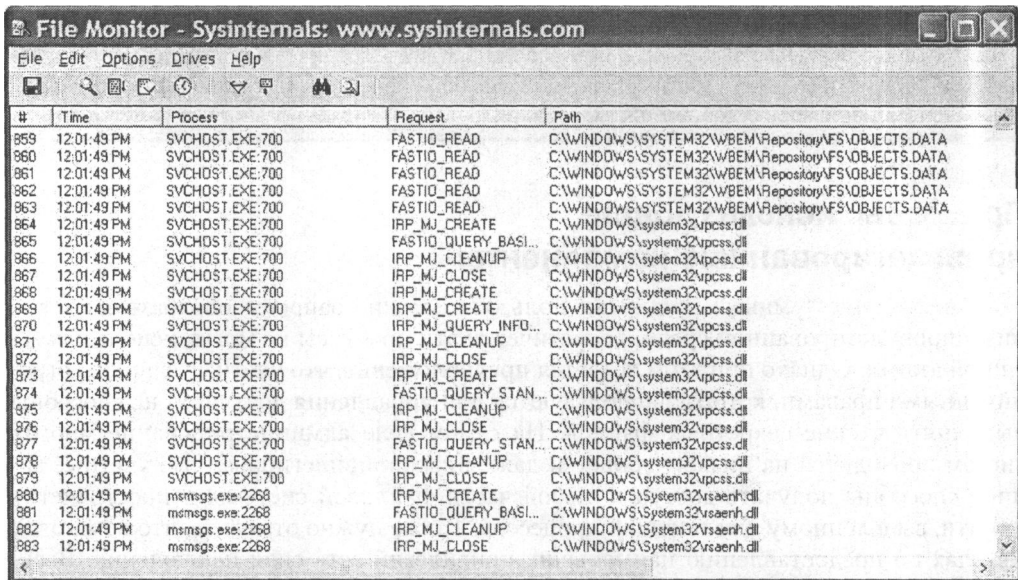 File Monitor - Sysinternals: www.sysinternals.com
File Edit Options Drives Help
# Time Process Request Path
859 12:01:49 PM SVCHOST.EXE:700 FASTIO_READ C:\WINDOWS\SYSTEM32\WBEM\Repository\FS\OBJECTS.DATA
860 12:01:49 PM SVCHOST.EXE:700 FASTIO_READ C:\WINDOWS\SYSTEM32\WBEM\Repository\FS\OBJECTS.DATA
861 12:01:49 PM SVCHOST.EXE:700 FASTIO_READ C:\WINDOWS\SYSTEM32\WBEM\Repository\FS\OBJECTS.DATA
862 12:01:49 PM SVCHOST.EXE:700 FASTIO_READ C:\WINDOWS\SYSTEM32\WBEM\Repository\FS\OBJECTS.DATA
863 12:01:49 PM SVCHOST.EXE:700 FASTIO_READ C:\WINDOWS\SYSTEM32\WBEM\Repository\FS\OBJECTS.DATA
864 12:01:49 PM SVCHOST.EXE:700 IRP_MJ_CREATE C:\WINDOWS\system32\rpcss.dll
865 12:01:49 PM SVCHOST.EXE:700 FASTIO_QUERY_BASI... C:\WINDOWS\system32\rpcss.dll
866 12:01:49 PM SVCHOST.EXE:700 IRP_MJ_CLEANUP C:\WINDOWS\system32\rpcss.dll
867 12:01:49 PM SVCHOST.EXE:700 IRP_MJ_CLOSE C:\WINDOWS\system32\rpcss.dll
868 12:01:49 PM SVCHOST.EXE:700 IRP_MJ_CREATE C:\WINDOWS\system32\rpcss.dll
869 12:01:49 PM SVCHOST.EXE:700 IRP_MJ_CREATE C:\WINDOWS\system32\rpcss.dll
870 12:01:49 PM SVCHOST.EXE:700 IRP_MJ_QUERY_INFO... C:\WINDOWS\system32\rpcss.dll
871 12:01:49 PM SVCHOST.EXE:700 IRP_MJ_CLEANUP C:\WINDOWS\system32\rpcss.dll
872 12:01:49 PM SVCHOST.EXE:700 IRP_MJ_CLOSE C:\WINDOWS\system32\rpcss.dll
873 12:01:49 PM SVCHOST.EXE:700 IRP_MJ_CREATE C:\WINDOWS\system32\rpcss.dll
874 12:01:49 PM SVCHOST.EXE:700 FASTIO_QUERY_STAN... C:\WINDOWS\system32\rpcss.dll
875 12:01:49 PM SVCHOST.EXE:700 IRP_MJ_CLEANUP C:\WINDOWS\system32\rpcss.dll
876 12:01:49 PM SVCHOST.EXE:700 IRP_MJ_CLOSE C:\WINDOWS\system32\rpcss.dll
877 12:01:49 PM SVCHOST.EXE:700 FASTIO_QUERY_STAN... C:\WINDOWS\system32\rpcss.dll
878 12:01:49 PM SVCHOST.EXE:700 IRP_MJ_CLEANUP C:\WINDOWS\system32\rpcss.dll
879 12:01:49 PM SVCHOST.EXE:700 IRP_MJ_CLOSE C:\WINDOWS\system32\rpcss.dll
880 12:01:49 PM msmsgs.exe:2268 IRP_MJ_CREATE C:\WINDOWS\System32\rsaenh.dll
881 12:01:49 PM msmsgs.exe:2268 FASTIO_QUERY_BASI... C:\WINDOWS\System32\rsaenh.dll
882 12:01:49 PM msmsgs.exe:2268 IRP_MJ_CLEANUP C:\WINDOWS\System32\rsaenh.dll
883 12:01:49 PM msmsgs.exe:2268 IRP_MJ_CLOSE C:\WINDOWS\System32\rsaenh.dll